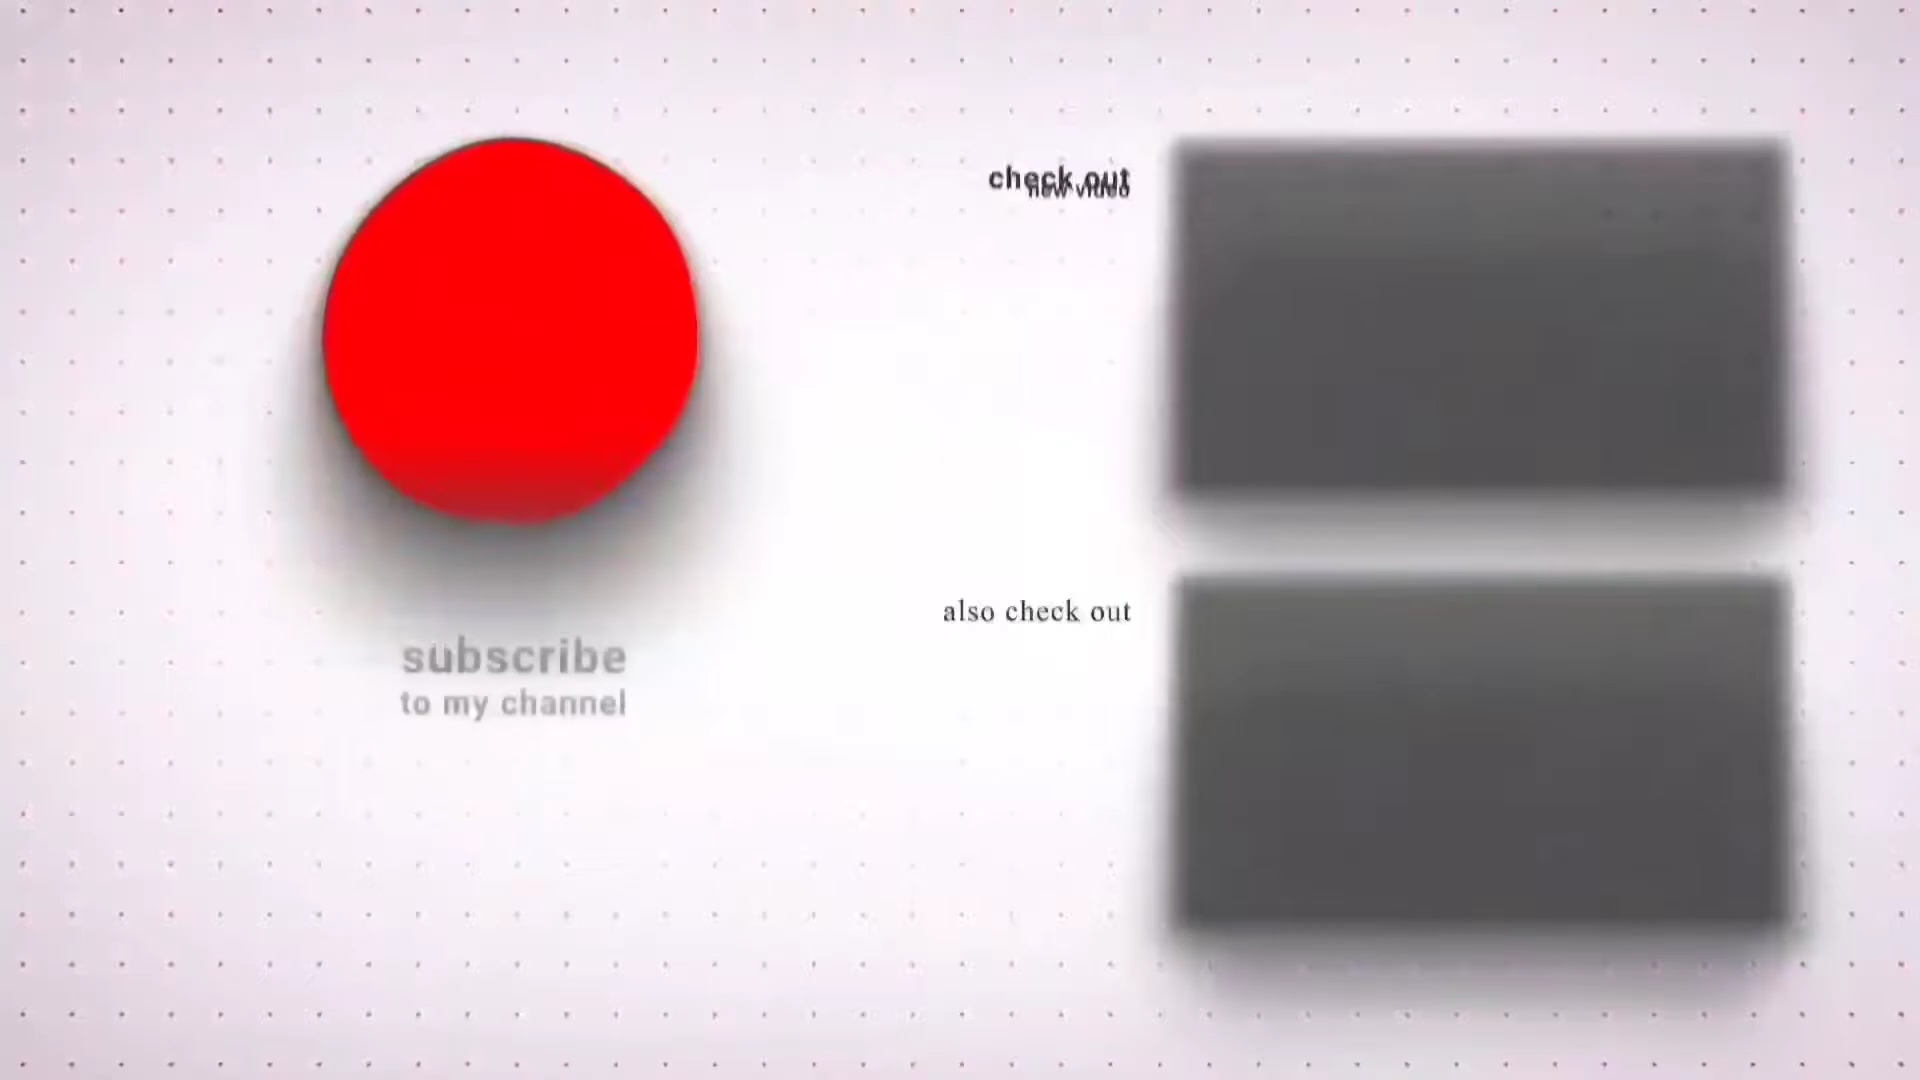 check out
new video
also check out
subscribe
to my channel